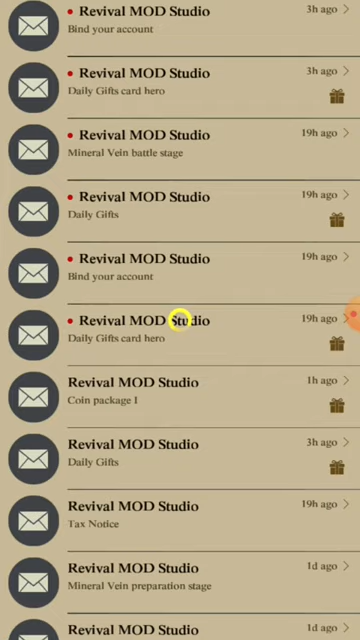 Revival MOD Studio
3h ago
Bind your account
Revival MOD Studio
3h ago
Daily Gifts card hero
Revival MOD Studio
19h ago
Mineral Vein battle stage
Revival MOD Studio
19h ago
Daily Gifts
Revival MOD Studio
19h ago
Bind your account
Revival MOD Studio
19h ago
Daily Gifts card hero
Revival MOD Studio
1h ago
Coin package I
Revival MOD Studio
3h ago
Daily Gifts
Revival MOD Studio
19h ago
Tax Notice
Revival MOD Studio
1d ago
Mineral Vein preparation stage
Revival MOD Studio
1d ago